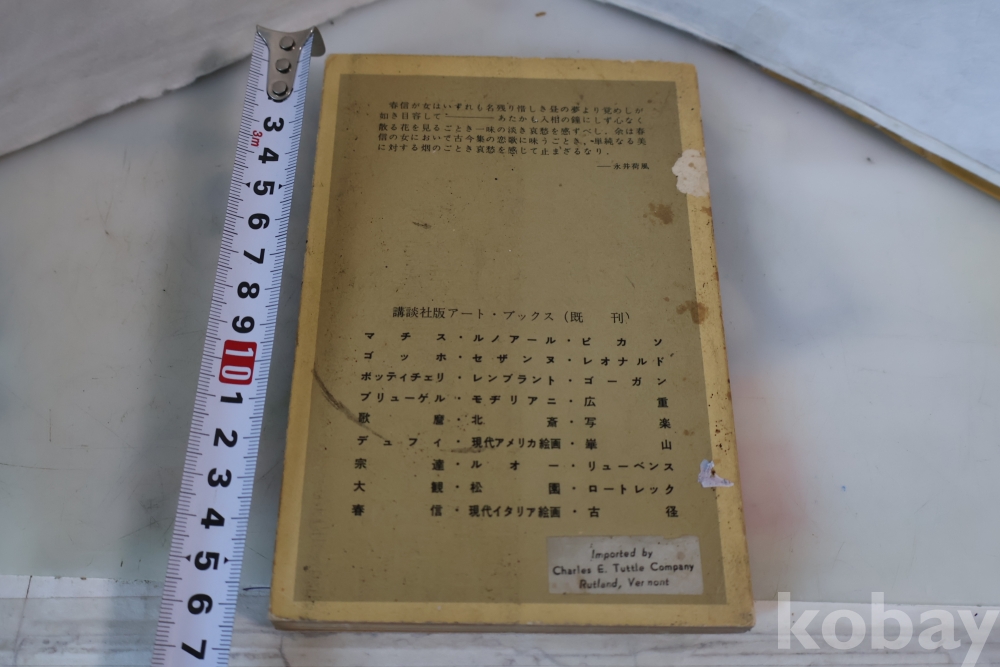 春信が女はいずれも名残り惜しき昼の夢より覚めしが
如き目容して――――あたかも入相の鐘にしず心なく
散る花を見るごとき一味の淡き哀愁を感ずべし。余は春
信の女において古今集の恋歌に味うごとき、単純なる美
に対する烟のごとき哀愁を感じて止まざるなり。
――永井荷風
講談社版アート・ブックス（既 刊）
マチス・ルノアール・ピカソ
ゴッホ・セザンヌ・レオナルド
ボッティチェリ・レンブラント・ゴーガン
ブリューゲル・モヂリアニ・広重
歌麿・北斎・写楽
デュフィ・現代アメリカ絵画・崋山
宗達・ルオー・リューベンス
大観・松園・ロートレック
春信・現代イタリア絵画・古径
Imported by
Charles E. Tuttle Company
Rutland, Vermont
3
3m
4
5
6
7
8
9
10
1
2
3
4
5
6
7
kobay